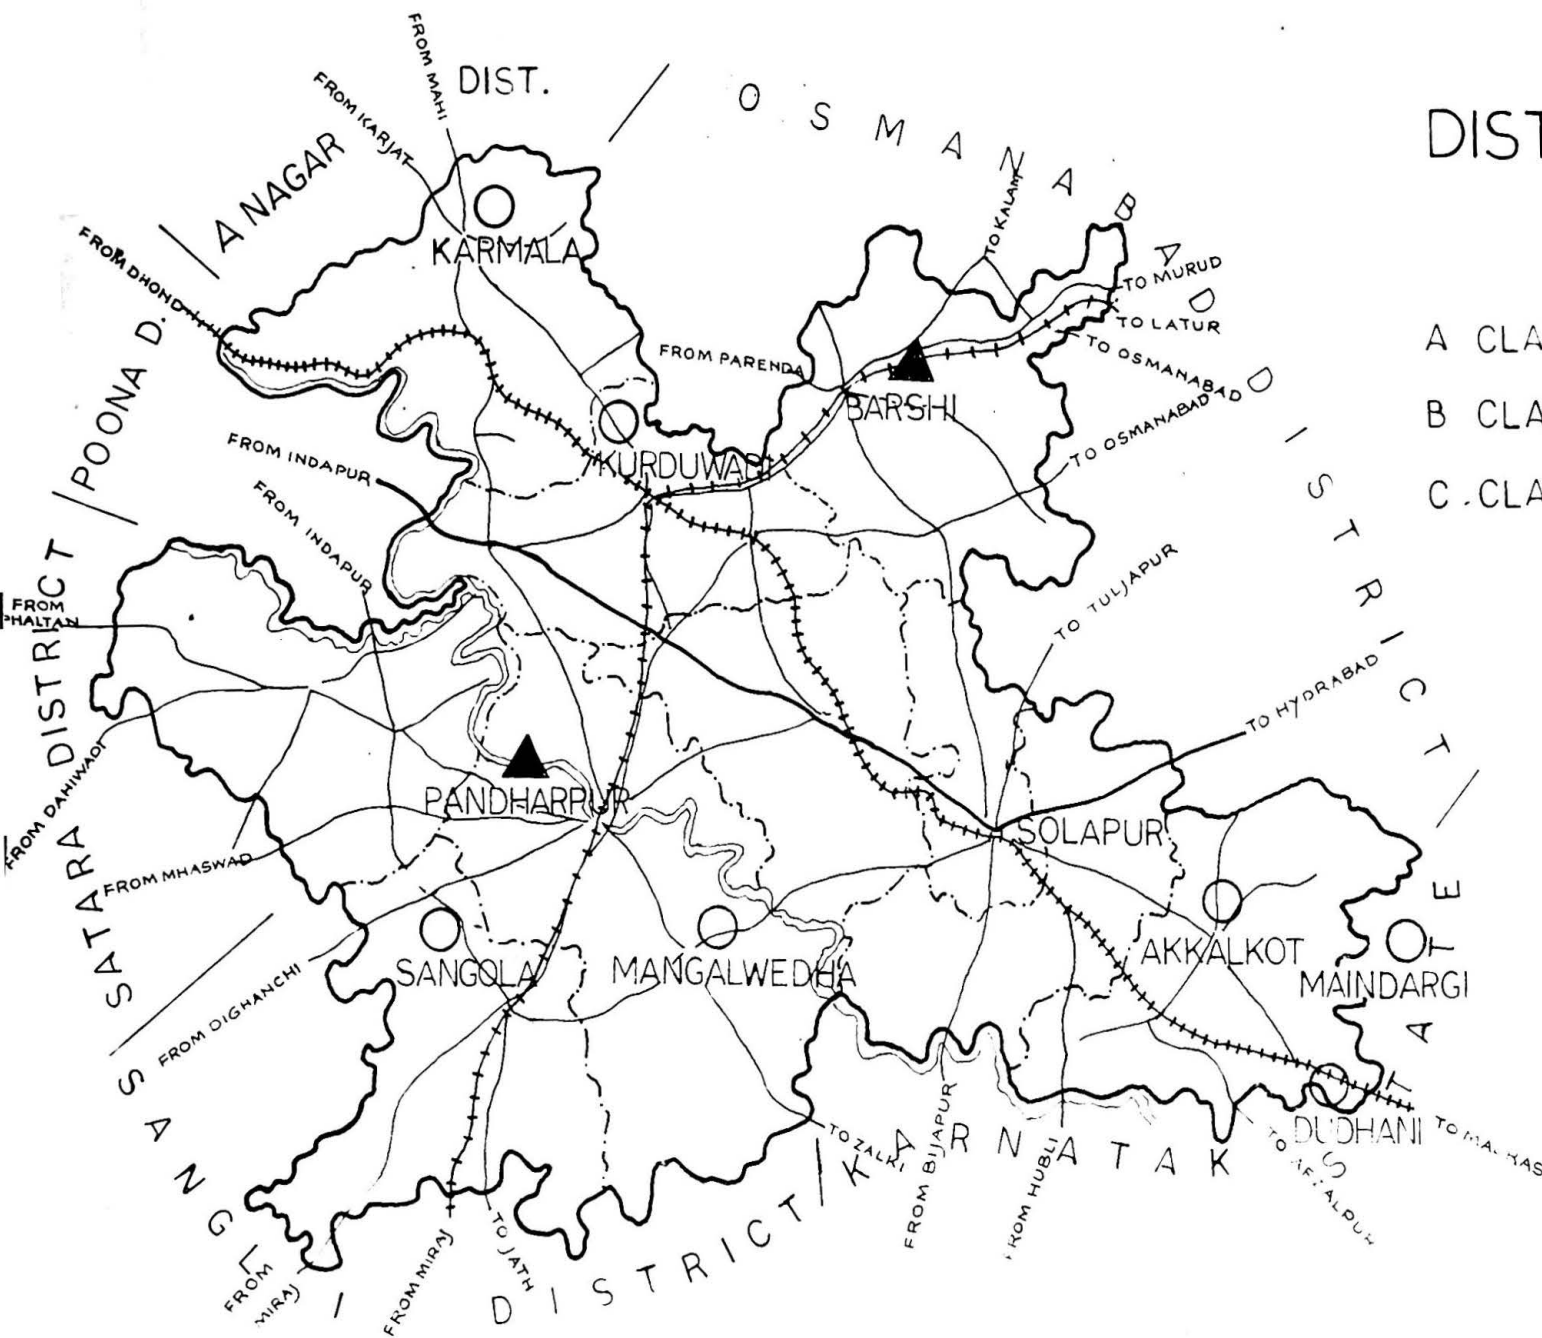 DIST.
FROM MAHI
FROM KARJAT
A NAGAR
OSMANABAD DISTRICT
DIST
FROM DHOND
KARMALA
TO KALAM
TO MURUD
TO LATUR
TO OSMANABAD
TO OSMANABAD
POONA D.
FROM PARENDA
BARSHI
A CLA
B CLA
C CLA
FROM INDAPUR
KURDUWADI
FROM INDAPUR
TO TULJAPUR
FROM
PHALTAN
SATARA DISTRICT
TO HYDRABAD
FROM DAHIWADI
PANDHARPUR
SOLAPUR
FROM MHASWAD
AKKALKOT
SANGOLA
MANGALWEDHA
MAINDARGI
FROM DIGHANCHI
DUDHANI
TO ZALKI
KARNATAK STATE
FROM BIJAPUR
FROM HUBLI
SANGLI DISTRICT
FROM
MIRAJ
FROM MIRAJ
TO JATH